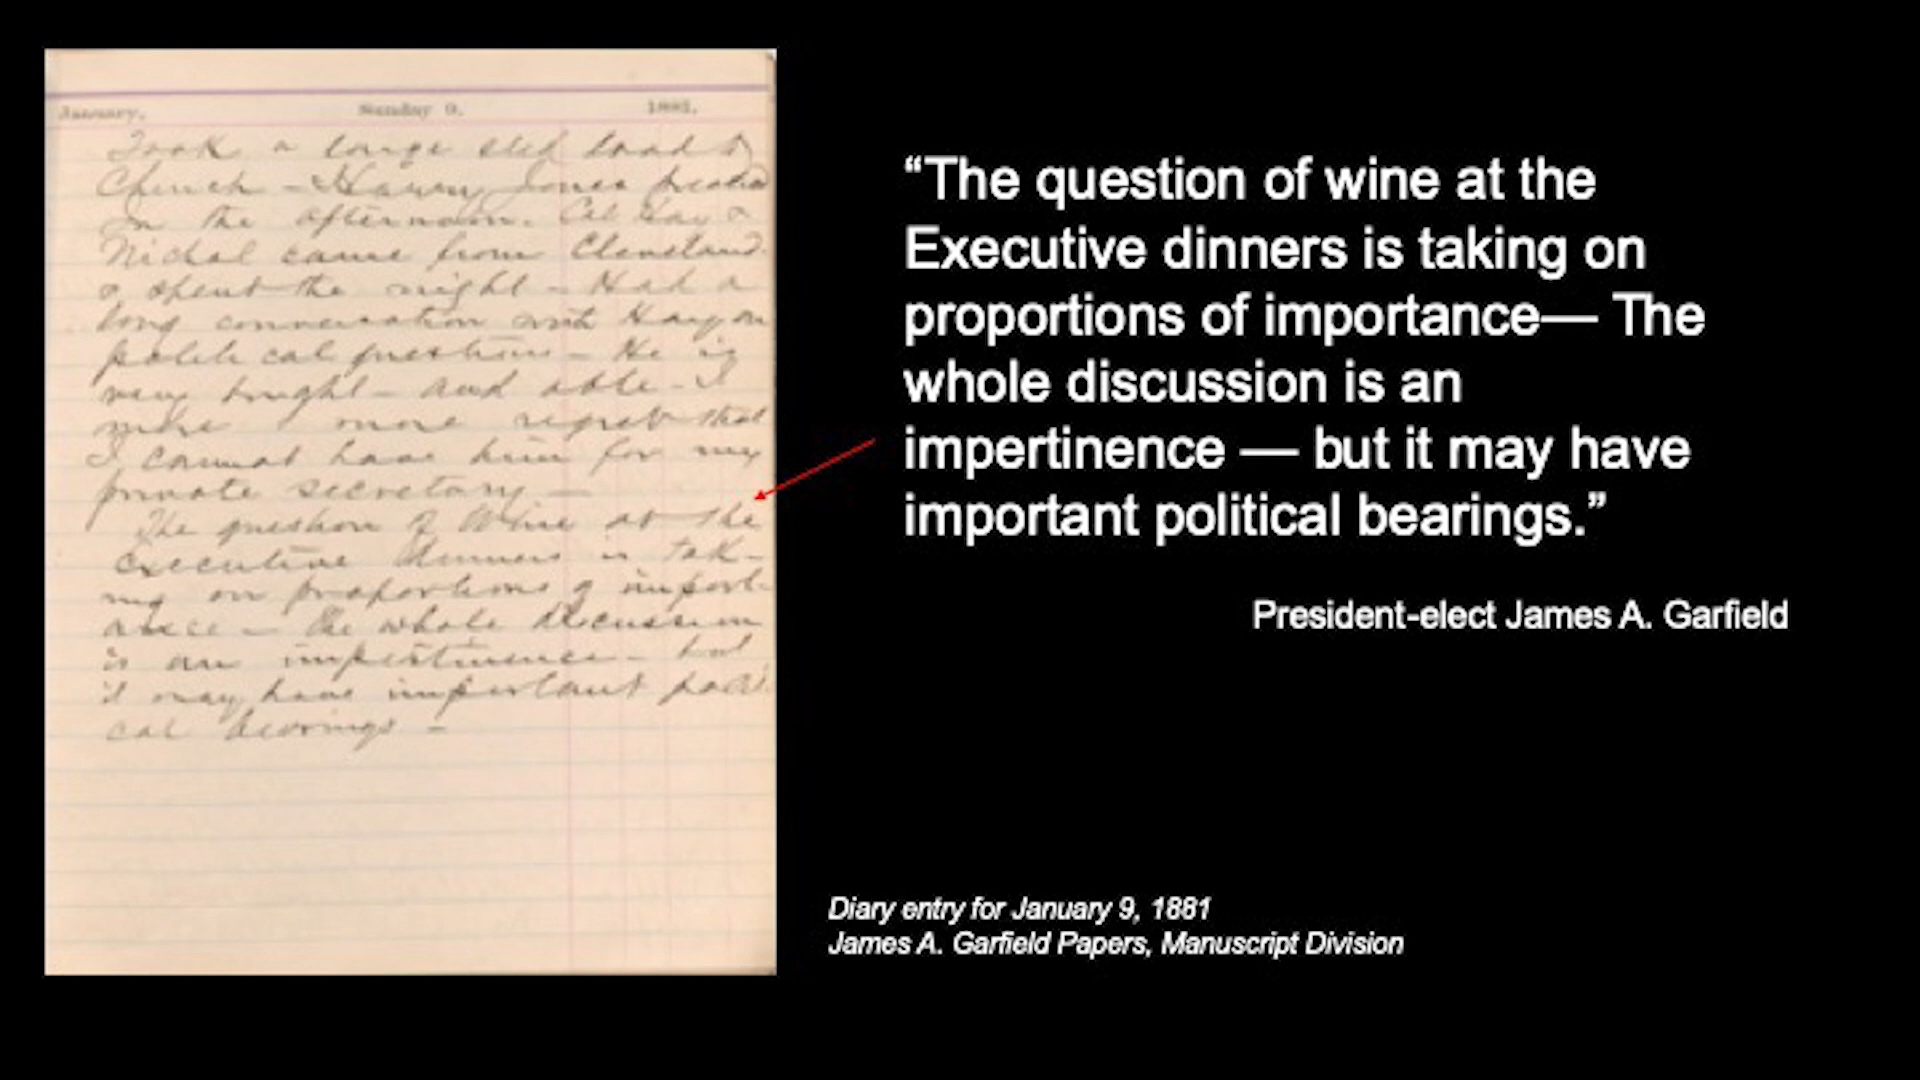 January. Sunday 9. 1881.
Took a large sled load to
Church - Harry Jones preached
In the afternoon. Col Hay &
Nichol came from Cleveland
& spent the night - Had a
long conversation with Hay on
political questions - He is
very bright - and able - I
more & more regret that
I cannot have him for my
private secretary -
The question of Wine at the
Executive dinners is tak-
ing on proportions of import-
ance - the whole discussion
is an impertinence - but
it may have important politi
cal bearings -
“The question of wine at the
Executive dinners is taking on
proportions of importance— The
whole discussion is an
impertinence — but it may have
important political bearings.”
President-elect James A. Garfield
Diary entry for January 9, 1881
James A. Garfield Papers, Manuscript Division